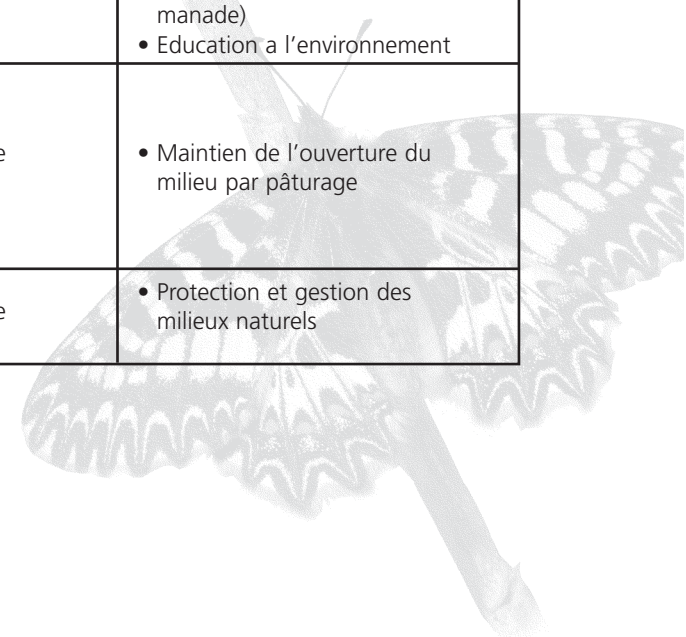 manade)
• Education a l'environnement
e
• Maintien de l'ouverture du
milieu par pâturage
e
• Protection et gestion des
milieux naturels